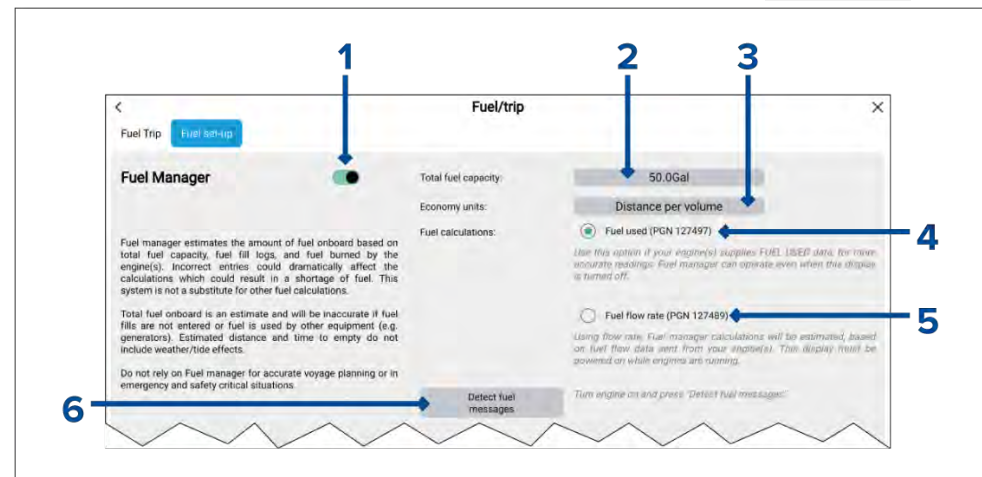 1
2
3
Fuel/trip
Fuel Trip
Fuel set-up
Fuel Manager
Fuel manager estimates the amount of fuel onboard based on
total fuel capacity, fuel fill logs, and fuel burned by the
engine(s). Incorrect entries could dramatically affect the
calculations which could result in a shortage of fuel. This
system is not a substitute for other fuel calculations.
Total fuel onboard is an estimate and will be inaccurate if fuel
fills are not entered or fuel is used by other equipment (e.g.
generators). Estimated distance and time to empty do not
include weather/tide effects.
Do not rely on Fuel manager for accurate voyage planning or in
emergency and safety critical situations
Total fuel capacity:
50.0Gal
Economy units:
Distance per volume
Fuel calculations:
Fuel used (PGN 127497)
4
Use this option if your engine(s) supplies FUEL USED data, for more
accurate readings. Fuel manager can operate even when this display
is turned off.
Fuel flow rate (PGN 127489)
5
Using flow rate, Fuel manager calculations will be estimated, based
on fuel flow data sent from your engine(s). This display must be
powered on while engines are running.
6
Detect fuel
messages
Turn engine on and press 'Detect fuel messages'.